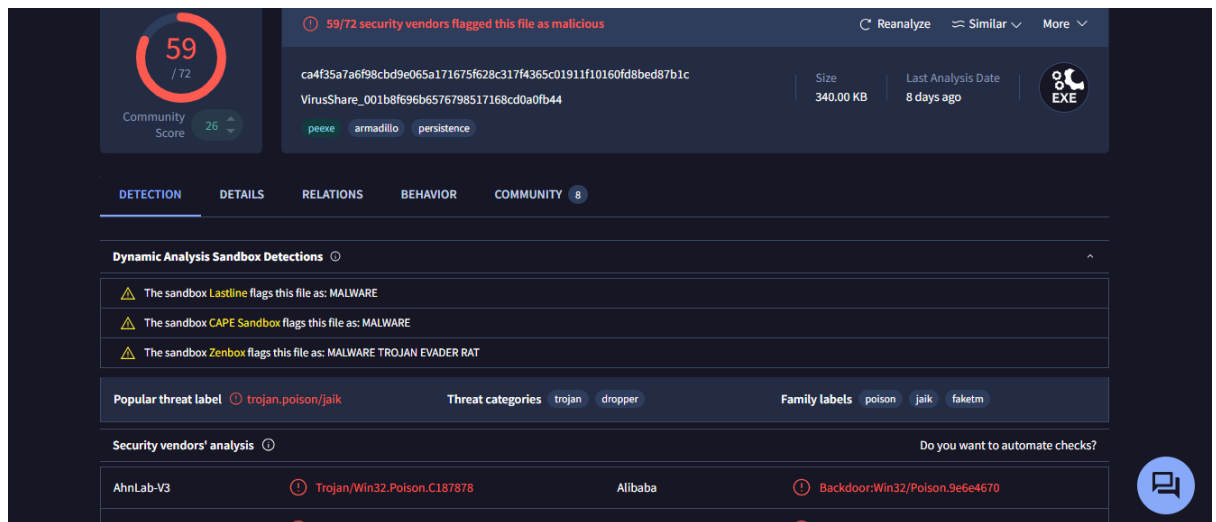 59
/ 72
Community
Score
26
59/72 security vendors flagged this file as malicious
Reanalyze
Similar
More
ca4f35a7a6f98cbd9e065a171675f628c317f4365c01911f10160fd8bed87b1c
VirusShare_001b8f696b6576798517168cd0a0fb44
peexe armadillo persistence
Size
340.00 KB
Last Analysis Date
8 days ago
EXE
DETECTION DETAILS RELATIONS BEHAVIOR COMMUNITY 8
Dynamic Analysis Sandbox Detections
The sandbox Lastline flags this file as: MALWARE
The sandbox CAPE Sandbox flags this file as: MALWARE
The sandbox Zenbox flags this file as: MALWARE TROJAN EVADER RAT
Popular threat label trojan.poison/jaik Threat categories trojan dropper Family labels poison jaik faketm
Security vendors' analysis Do you want to automate checks?
AhnLab-V3 Trojan/Win32.Poison.C187878 Alibaba Backdoor:Win32/Poison.9e6e4670